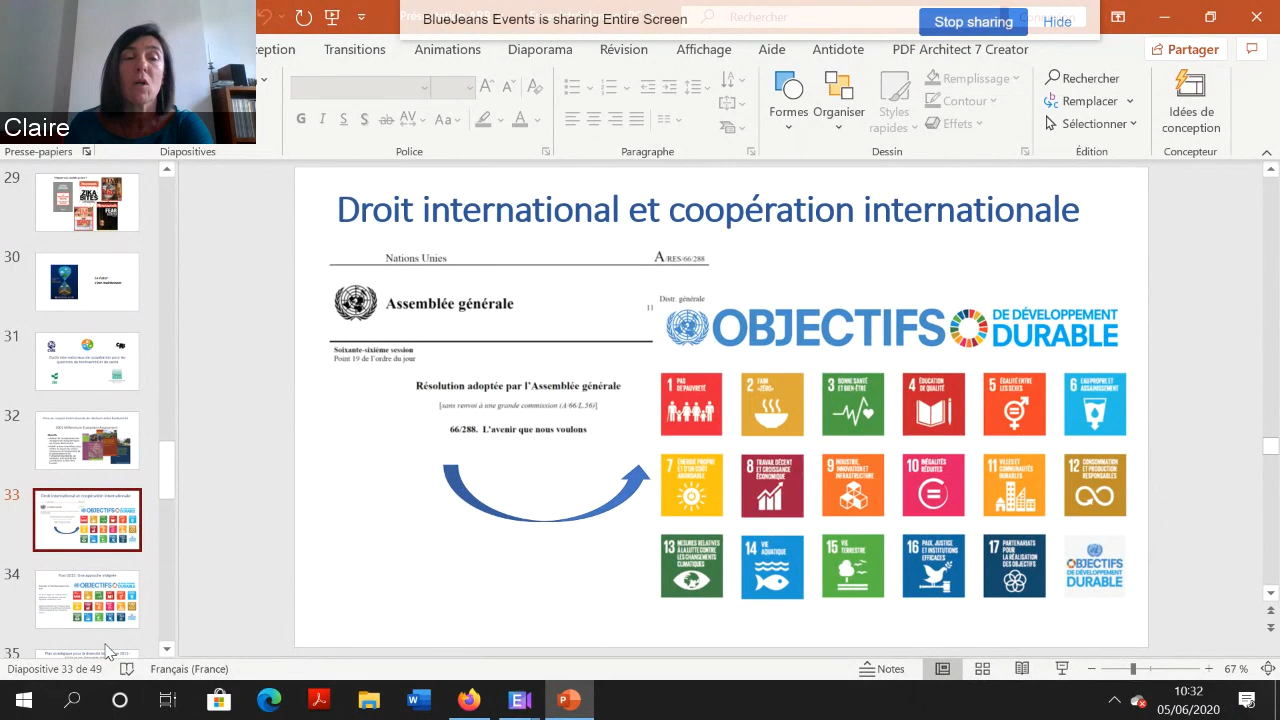 BlueJeans Events is sharing Entire Screen
Stop sharing
Hide
Rechercher
Claire
Transitions
Animations
Diaporama
Révision
Affichage
Aide
Antidote
PDF Architect 7 Creator
Partager
Formes
Organiser
Styles
rapides
Remplissage
Contour
Effets
Rechercher
Remplacer
Sélectionner
Idées de
conception
Presse-papiers
Diapositives
Police
Paragraphe
Dessin
Édition
Concepteur
29
30
31
32
33
34
35
Droit international et coopération internationale
Nations Unies
A/RES/66/288
Assemblée générale
Distr. générale
Soixante-sixième session
Point 19 de l'ordre du jour
Résolution adoptée par l'Assemblée générale
[sans renvoi à une grande commission (A/66/L.56)]
66/288. L'avenir que nous voulons
OBJECTIFS
DE DÉVELOPPEMENT
DURABLE
1 PAS DE PAUVRETÉ
2 FAIM «ZÉRO»
3 BONNE SANTÉ ET BIEN-ÊTRE
4 ÉDUCATION DE QUALITÉ
5 ÉGALITÉ ENTRE LES SEXES
6 EAU PROPRE ET ASSAINISSEMENT
7 ÉNERGIE PROPRE ET D'UN COÛT ABORDABLE
8 TRAVAIL DÉCENT ET CROISSANCE ÉCONOMIQUE
9 INDUSTRIE, INNOVATION ET INFRASTRUCTURE
10 INÉGALITÉS RÉDUITES
11 VILLES ET COMMUNAUTÉS DURABLES
12 CONSOMMATION ET PRODUCTION RESPONSABLES
13 MESURES RELATIVES À LA LUTTE CONTRE LES CHANGEMENTS CLIMATIQUES
14 VIE AQUATIQUE
15 VIE TERRESTRE
16 PAIX, JUSTICE ET INSTITUTIONS EFFICACES
17 PARTENARIATS POUR LA RÉALISATION DES OBJECTIFS
OBJECTIFS
DE DÉVELOPPEMENT
DURABLE
Diapositive 33 de 49
Français (France)
Notes
67 %
10:32
05/06/2020